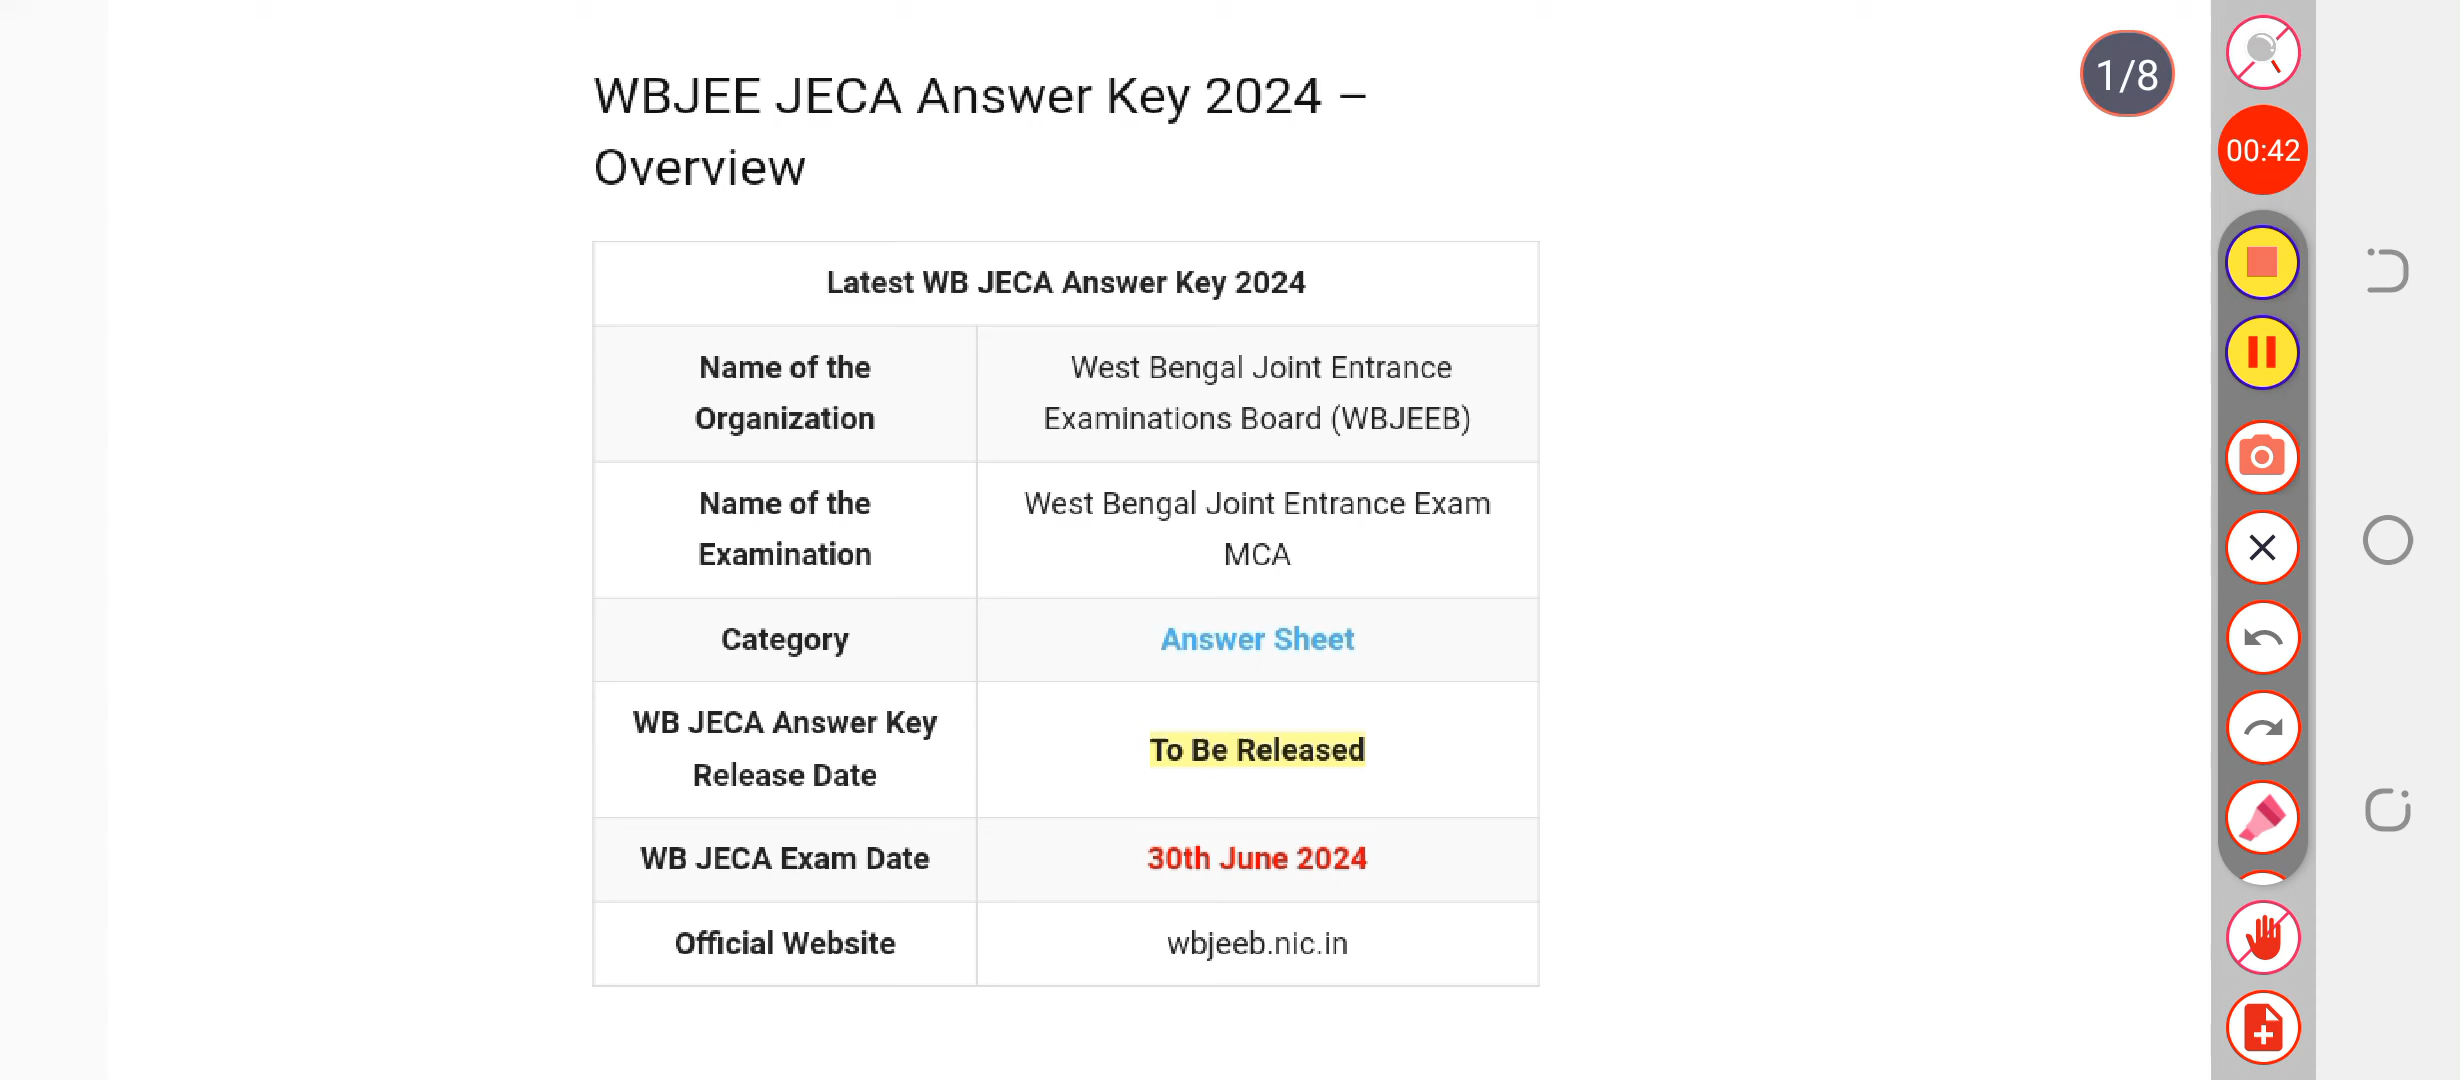 WBJEE JECA Answer Key 2024 –
Overview
1/8
00:42
Latest WB JECA Answer Key 2024
Name of the
Organization
West Bengal Joint Entrance
Examinations Board (WBJEEB)
Name of the
Examination
West Bengal Joint Entrance Exam
MCA
Category
Answer Sheet
WB JECA Answer Key
Release Date
To Be Released
WB JECA Exam Date
30th June 2024
Official Website
wbjeeb.nic.in